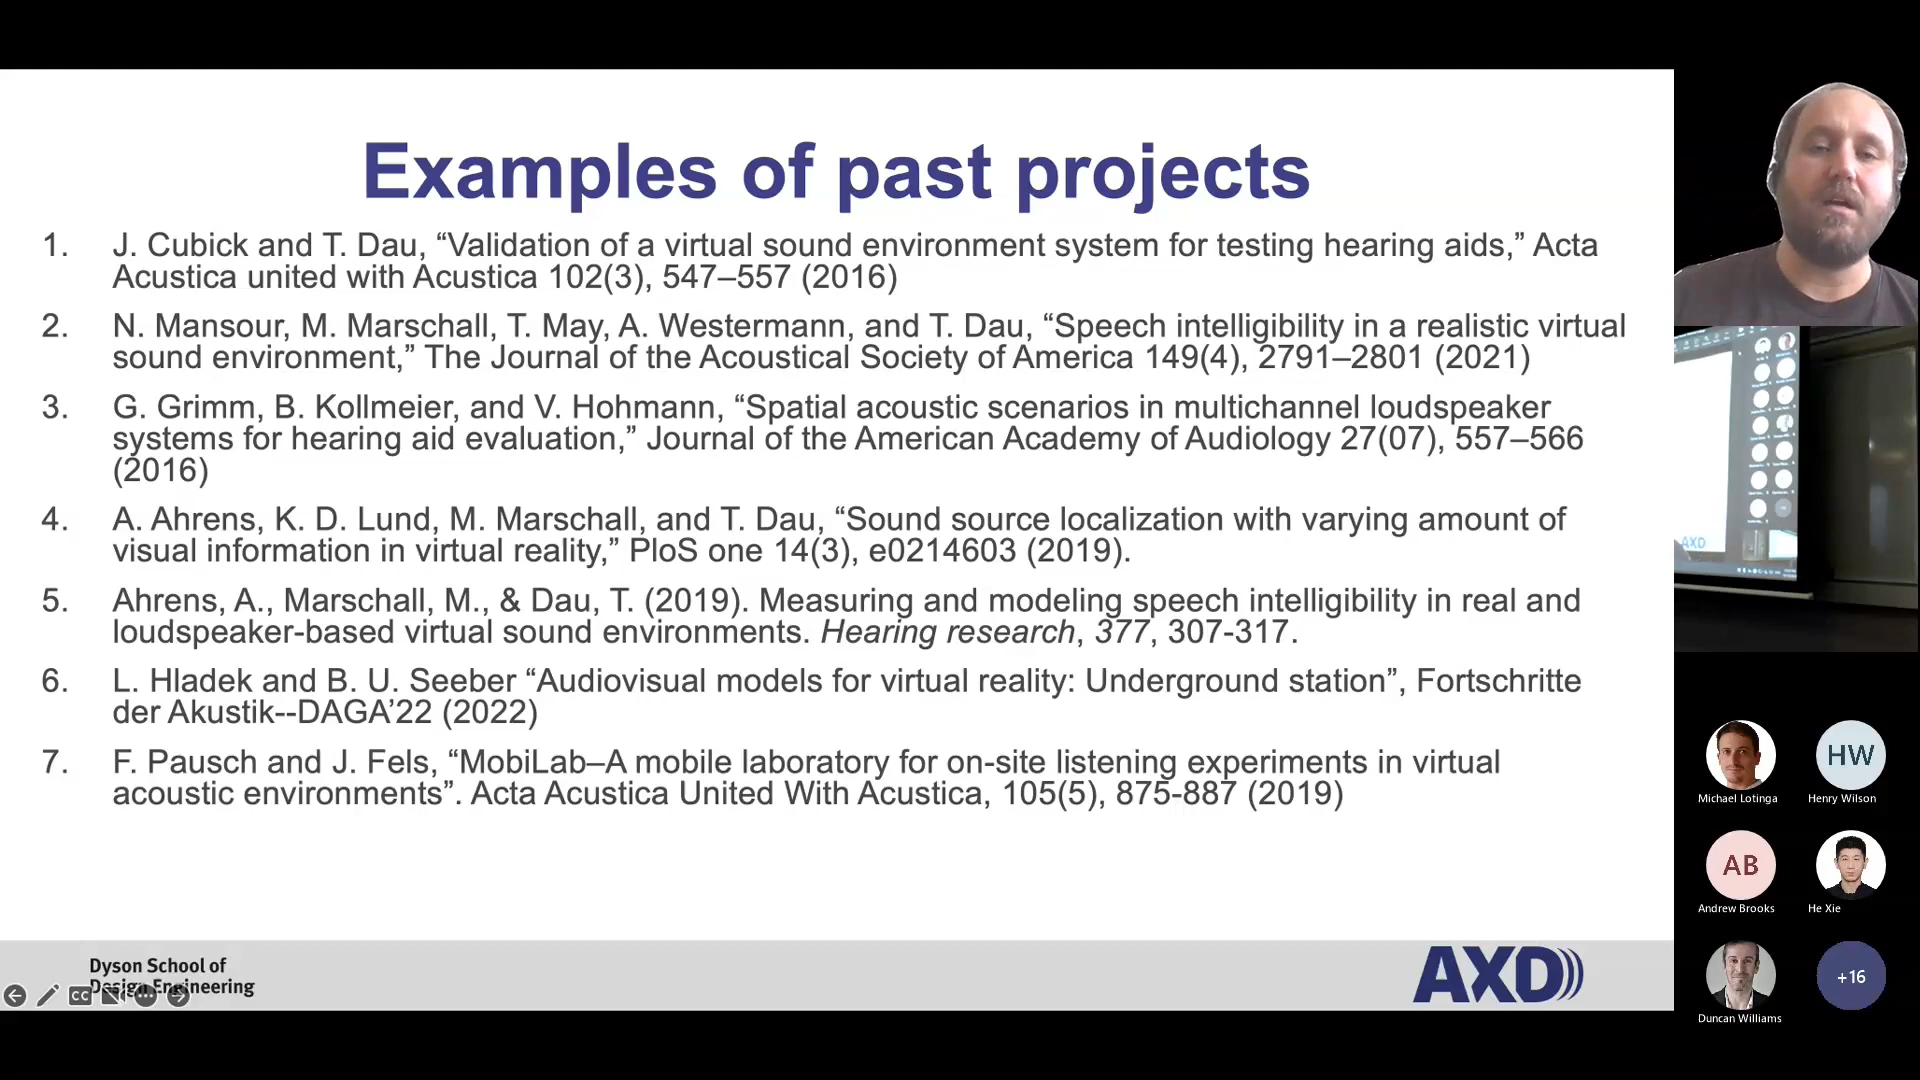 Examples of past projects
1. J. Cubick and T. Dau, “Validation of a virtual sound environment system for testing hearing aids,” Acta
Acustica united with Acustica 102(3), 547–557 (2016)
2. N. Mansour, M. Marschall, T. May, A. Westermann, and T. Dau, “Speech intelligibility in a realistic virtual
sound environment,” The Journal of the Acoustical Society of America 149(4), 2791–2801 (2021)
3. G. Grimm, B. Kollmeier, and V. Hohmann, “Spatial acoustic scenarios in multichannel loudspeaker
systems for hearing aid evaluation,” Journal of the American Academy of Audiology 27(07), 557–566
(2016)
4. A. Ahrens, K. D. Lund, M. Marschall, and T. Dau, “Sound source localization with varying amount of
visual information in virtual reality,” PloS one 14(3), e0214603 (2019).
5. Ahrens, A., Marschall, M., & Dau, T. (2019). Measuring and modeling speech intelligibility in real and
loudspeaker-based virtual sound environments. Hearing research, 377, 307-317.
6. L. Hladek and B. U. Seeber “Audiovisual models for virtual reality: Underground station”, Fortschritte
der Akustik--DAGA’22 (2022)
7. F. Pausch and J. Fels, “MobiLab–A mobile laboratory for on-site listening experiments in virtual
acoustic environments”. Acta Acustica United With Acustica, 105(5), 875-887 (2019)
Dyson School of
Design Engineering
CC
AXD
AXD
HW
Michael Lotinga
Henry Wilson
AB
Andrew Brooks
He Xie
+16
Duncan Williams